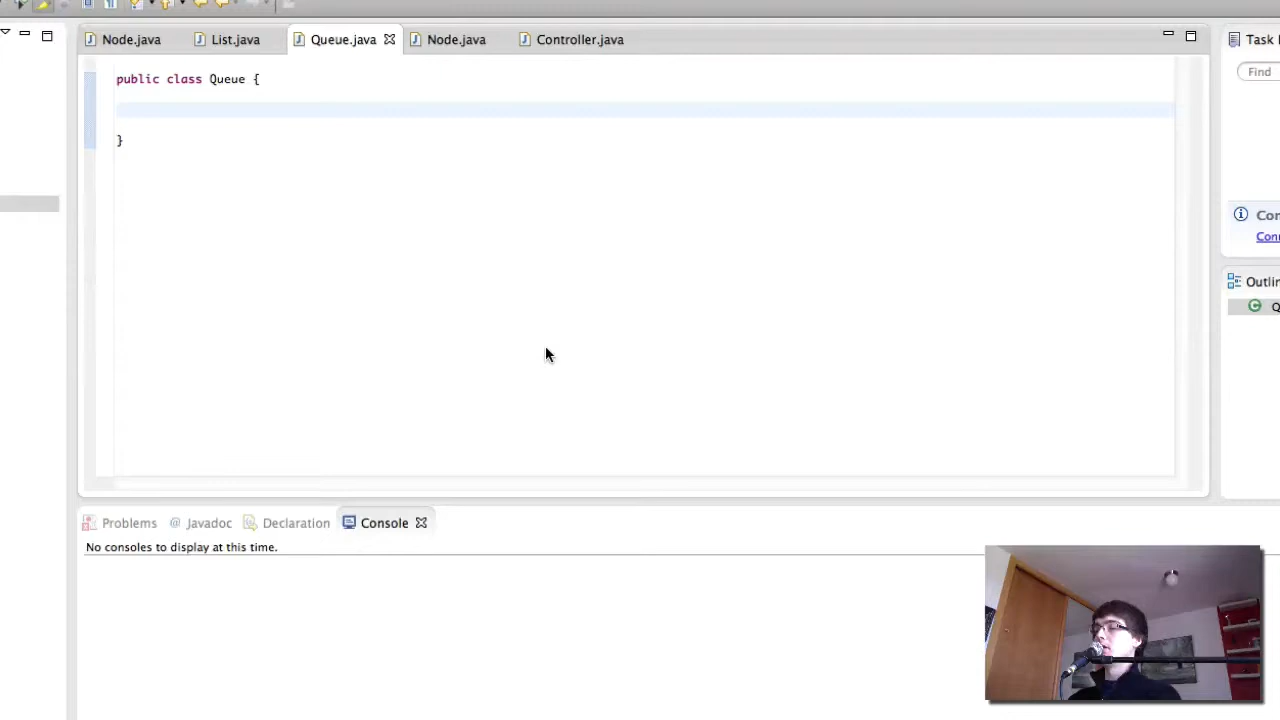 Node.java
List.java
Queue.java
Node.java
Controller.java
Task
Find
public class Queue {
}
Outlin
Problems
Javadoc
Declaration
Console
No consoles to display at this time.